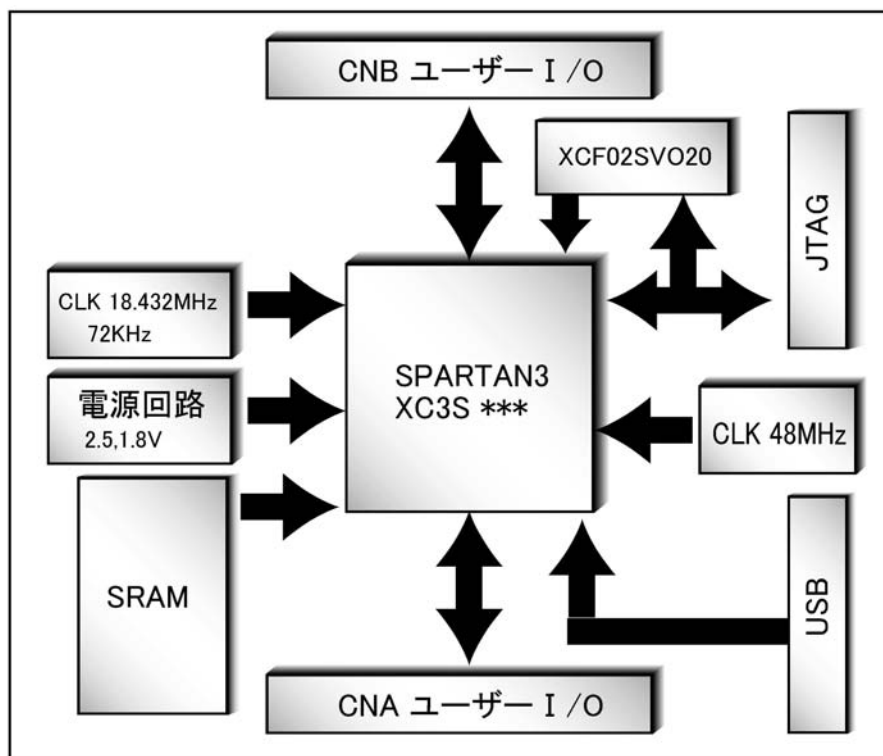 CNB ユーザー I/O
XCF02SVO20
JTAG
CLK 18.432MHz
72KHz
SPARTAN3
XC3S ***
電源回路
2.5,1.8V
CLK 48MHz
SRAM
USB
CNA ユーザー I/O